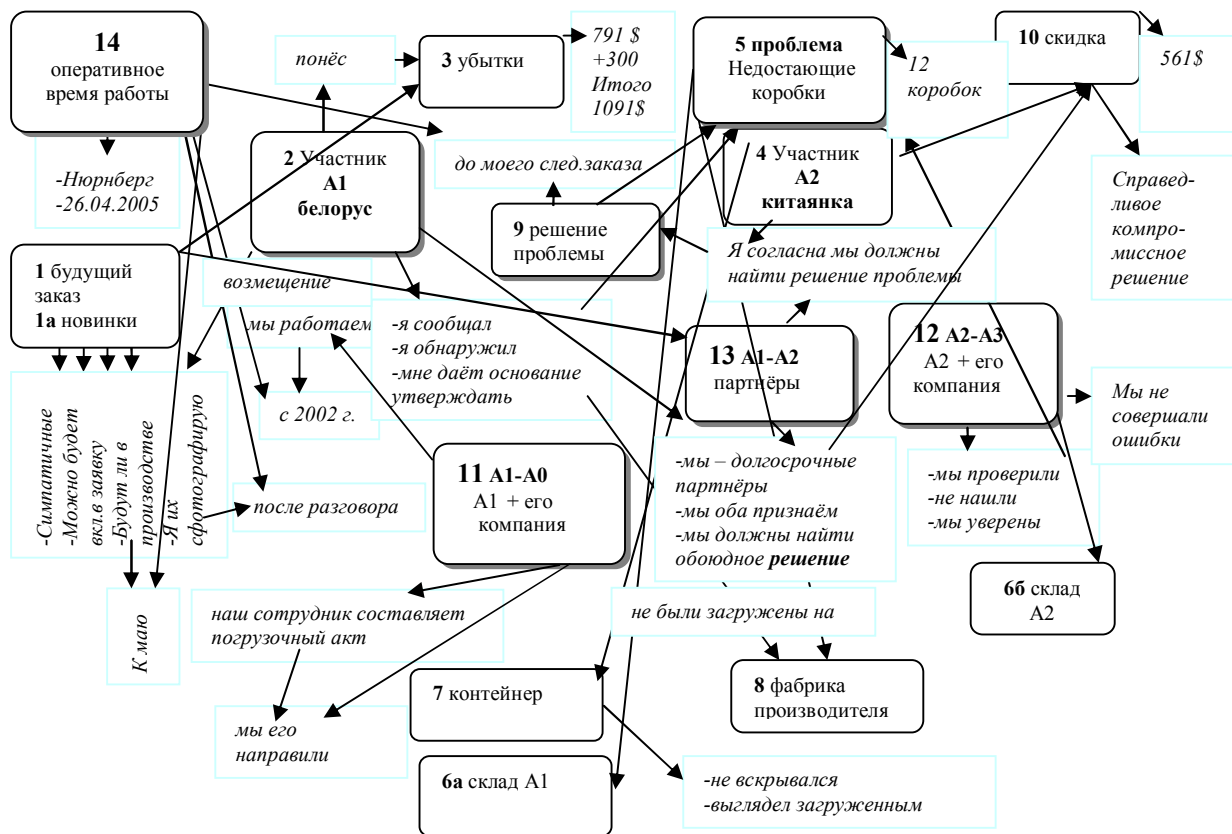 14
оперативное
время работы
понёс
3 убытки
791 $
+300
Итого
1091$
5 проблема
Недостающие
коробки
12
коробок
10 скидка
561$
-Нюрнберг
-26.04.2005
2 Участник
А1
белорус
до моего след.заказа
4 Участник
А2
китаянка
Справед-
ливое
компро-
миссное
решение
9 решение
проблемы
Я согласна мы должны
найти решение проблемы
1 будущий
заказ
1а новинки
возмещение
мы работаем
-я сообщал
-я обнаружил
-мне даёт основание
утверждать
13 А1-А2
партнёры
12 А2-А3
А2 + его
компания
Мы не
совершали
ошибки
с 2002 г.
-Симпатичные
-Можно будет
вкл.в заявку
-Будут ли в
производстве
-Я их
сфотографирую
после разговора
11 А1-А0
А1 + его
компания
-мы – долгосрочные
партнёры
-мы оба признаём
-мы должны найти
обоюдное решение
-мы проверили
-не нашли
-мы уверены
6б склад
А2
К маю
наш сотрудник составляет
погрузочный акт
не были загружены на
7 контейнер
8 фабрика
производителя
мы его
направили
6а склад А1
-не вскрывался
-выглядел загруженным